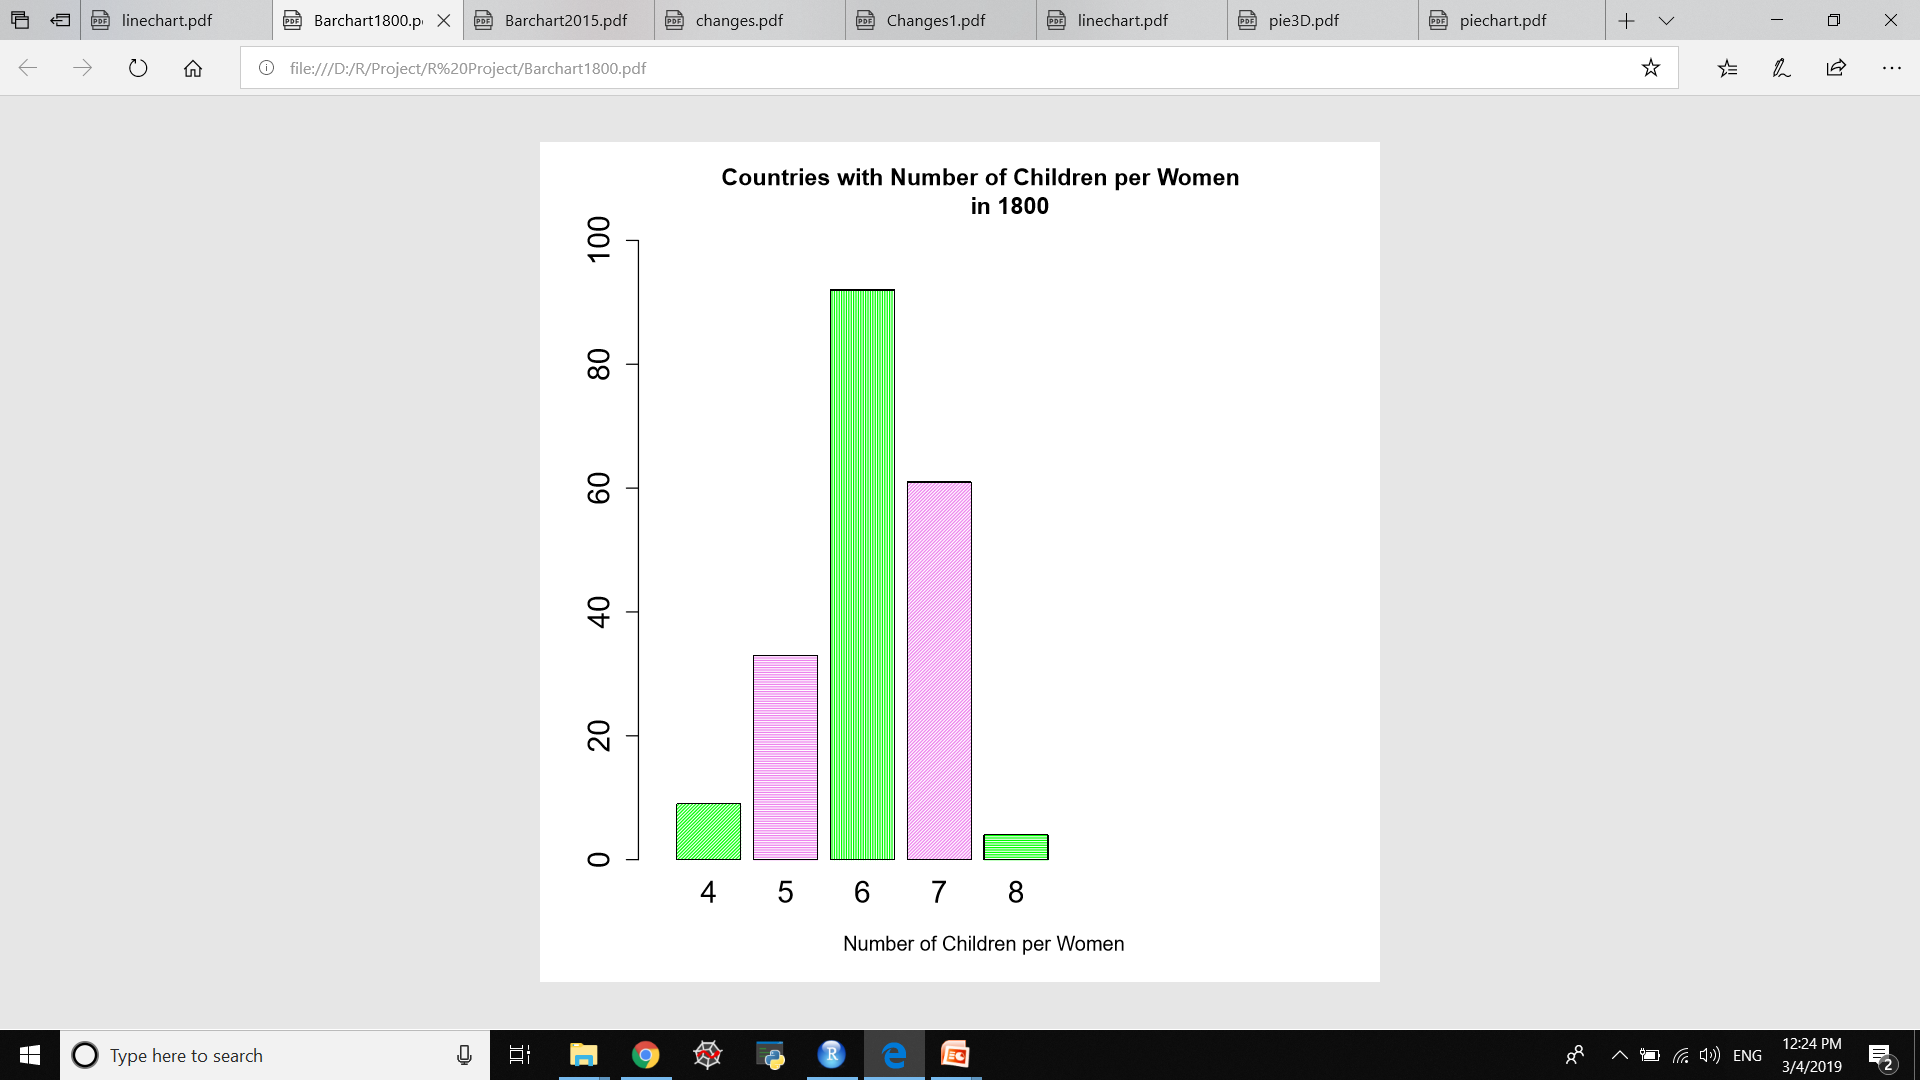 linechart.pdf
Barchart1800.p
Barchart2015.pdf
changes.pdf
Changes1.pdf
linechart.pdf
pie3D.pdf
piechart.pdf
file:///D:/R/Project/R%20Project/Barchart1800.pdf
Countries with Number of Children per Women
in 1800
100
80
60
40
20
0
4 5 6 7 8
Number of Children per Women
Type here to search
ENG
12:24 PM
3/4/2019
2